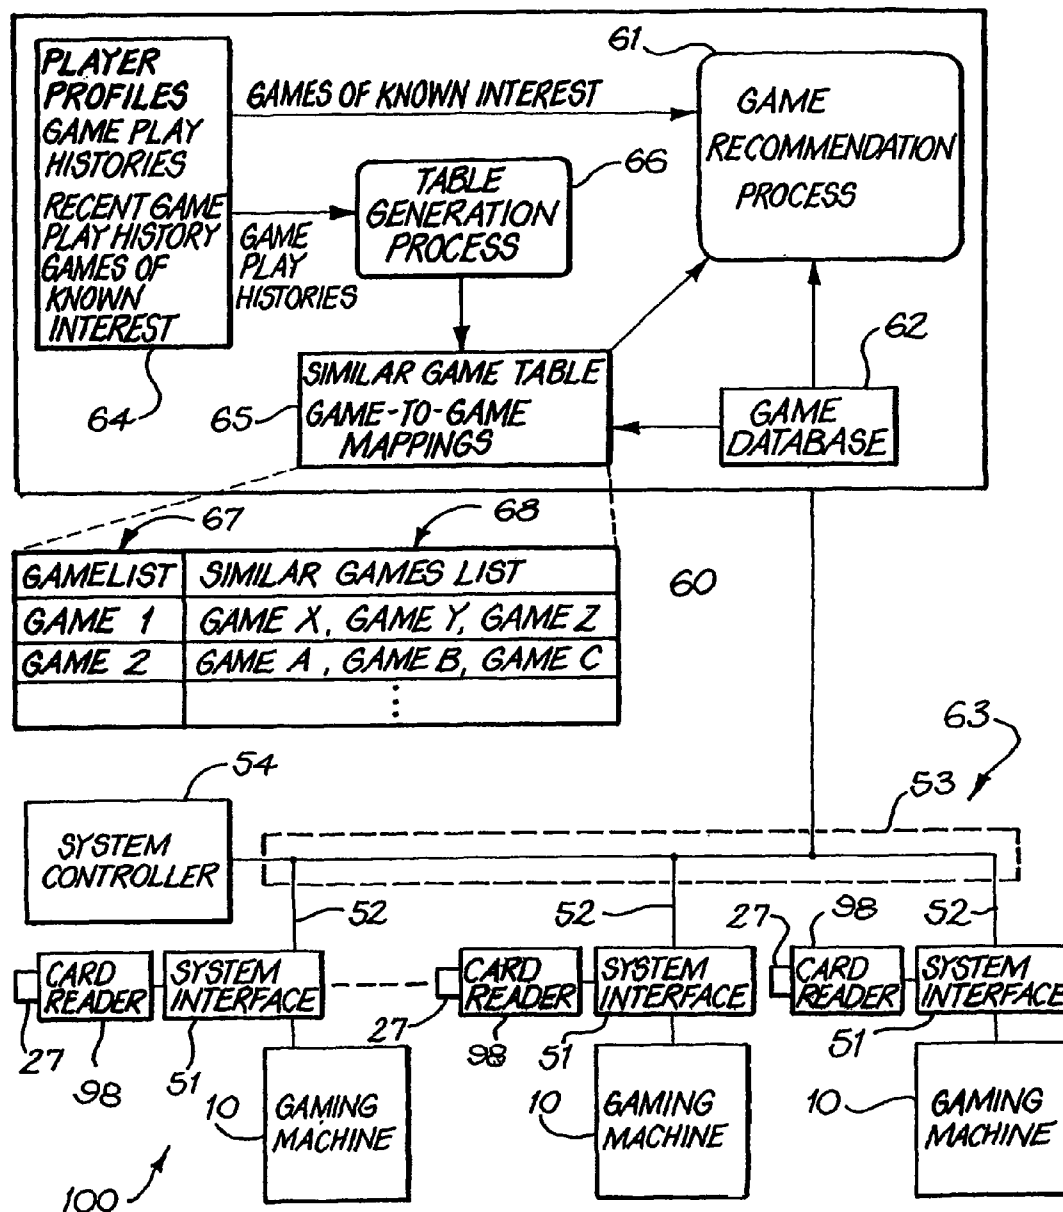 61
PLAYER
PROFILES
GAME PLAY
HISTORIES
RECENT GAME
PLAY HISTORY
GAMES OF
KNOWN
INTEREST
64
GAMES OF KNOWN INTEREST
GAME
PLAY
HISTORIES
TABLE
GENERATION
PROCESS
66
GAME
RECOMMENDATION
PROCESS
65
SIMILAR GAME TABLE
GAME-TO-GAME
MAPPINGS
62
GAME
DATABASE
67
68
GAMELIST SIMILAR GAMES LIST
GAME 1 GAME X, GAME Y, GAME Z
GAME 2 GAME A, GAME B, GAME C
60
63
54
53
SYSTEM
CONTROLLER
52
52
52
27
98
CARD
READER
SYSTEM
INTERFACE
27
98
51
CARD
READER
SYSTEM
INTERFACE
27
98
51
CARD
READER
SYSTEM
INTERFACE
51
10
GAMING
MACHINE
10
GAMING
MACHINE
10
GAMING
MACHINE
100